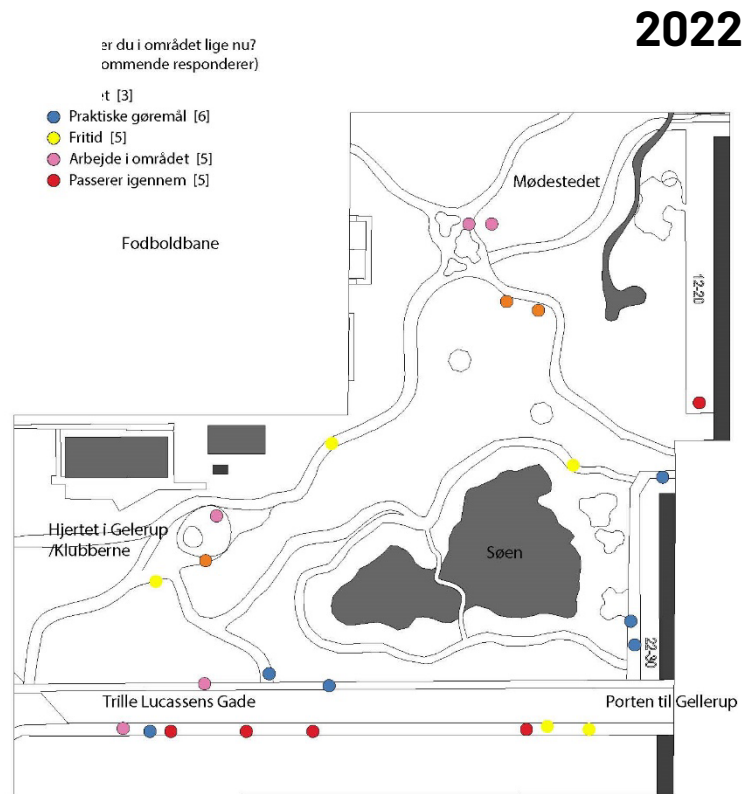 2022
er du i området lige nu?
ommende responderer)
et [3]
Praktiske gøremål [6]
Fritid [5]
Arbejde i området [5]
Passerer igennem [5]
Mødestedet
Fodboldbane
12-20
Hjertet i Gelerup
/Klubberne
Søen
22-30
Trille Lucassens Gade
Porten til Gellerup